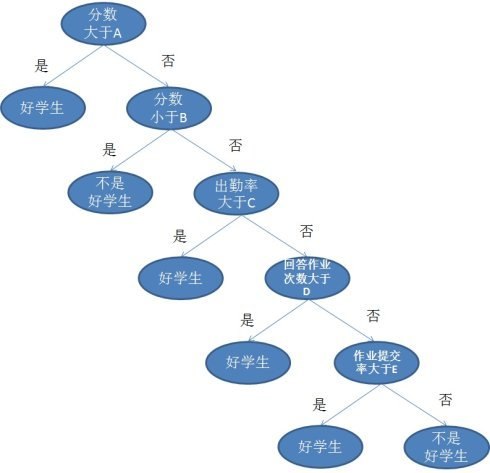 分数
大于A
是
否
好学生
分数
小于B
是
否
不是
好学生
出勤率
大于C
是
否
好学生
回答作业
次数大于
D
是
否
好学生
作业提交
率大于E
是
否
好学生
不是
好学生